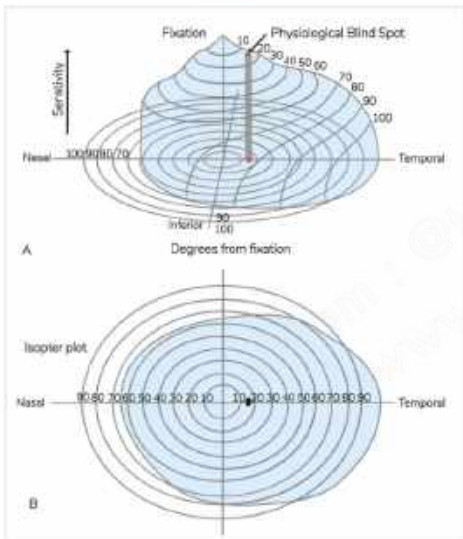 Fixation
Physiological Blind Spot
10 20 30 40 50 60 70 80 90 100
Sensitivity
Nasal 100 90 80 70 Temporal
90
Inferior 100
A
Degrees from fixation
Isopter plot
Nasal 90 80 70 60 50 40 30 20 10 10 20 30 40 50 60 70 80 90 Temporal
B